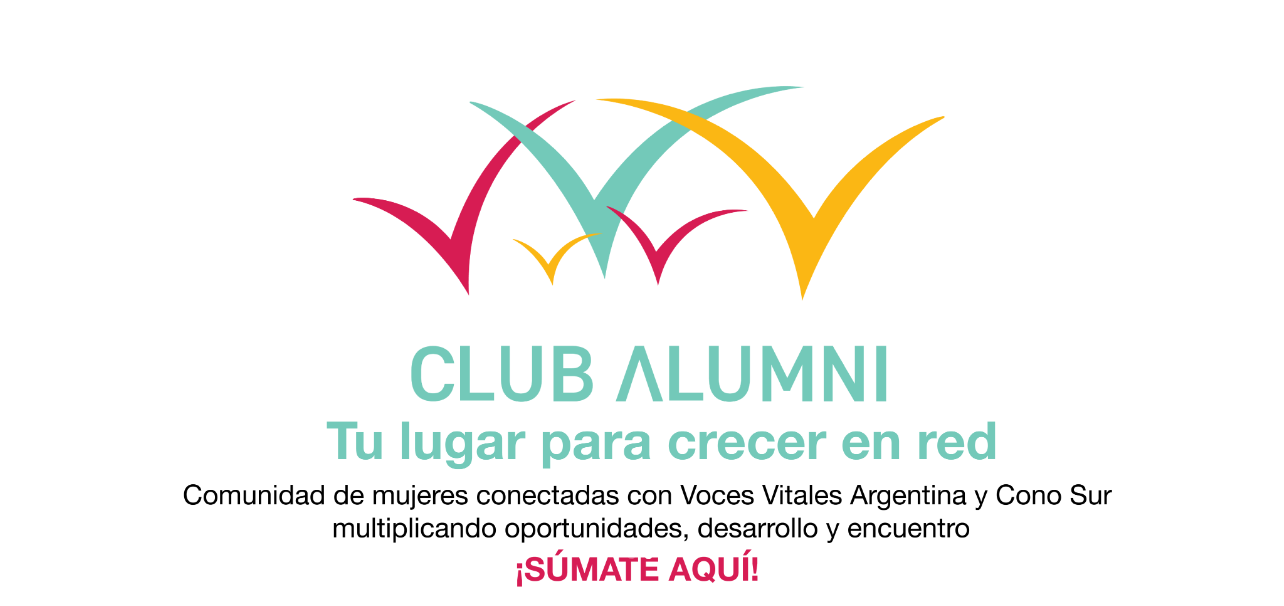 CLUB ALUMNI
Tu lugar para crecer en red
Comunidad de mujeres conectadas con Voces Vitales Argentina y Cono Sur
multiplicando oportunidades, desarrollo y encuentro
¡SÚMATE AQUÍ!